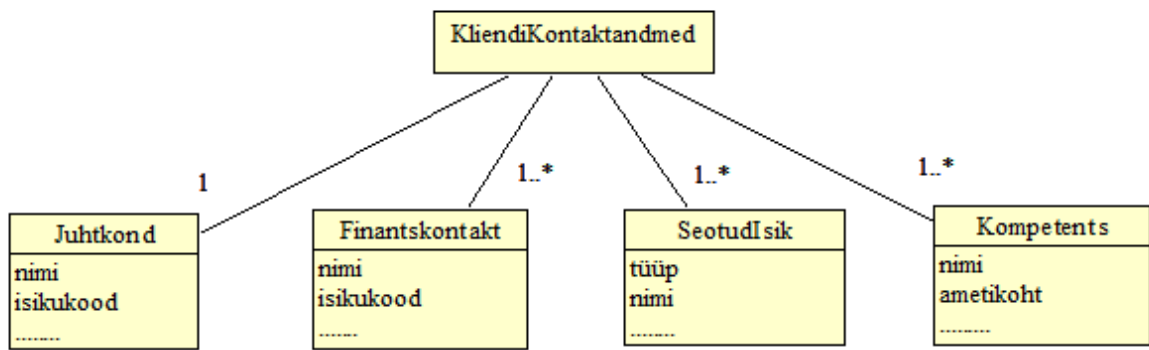 KliendiKontaktandmed
1
1..*
1..*
1..*
Juhtkond
nimi
isikukood
.........
Finantskontakt
nimi
isikukood
.......
SeotudIsik
tüüp
nimi
.........
Kompetents
nimi
ametikoht
..........